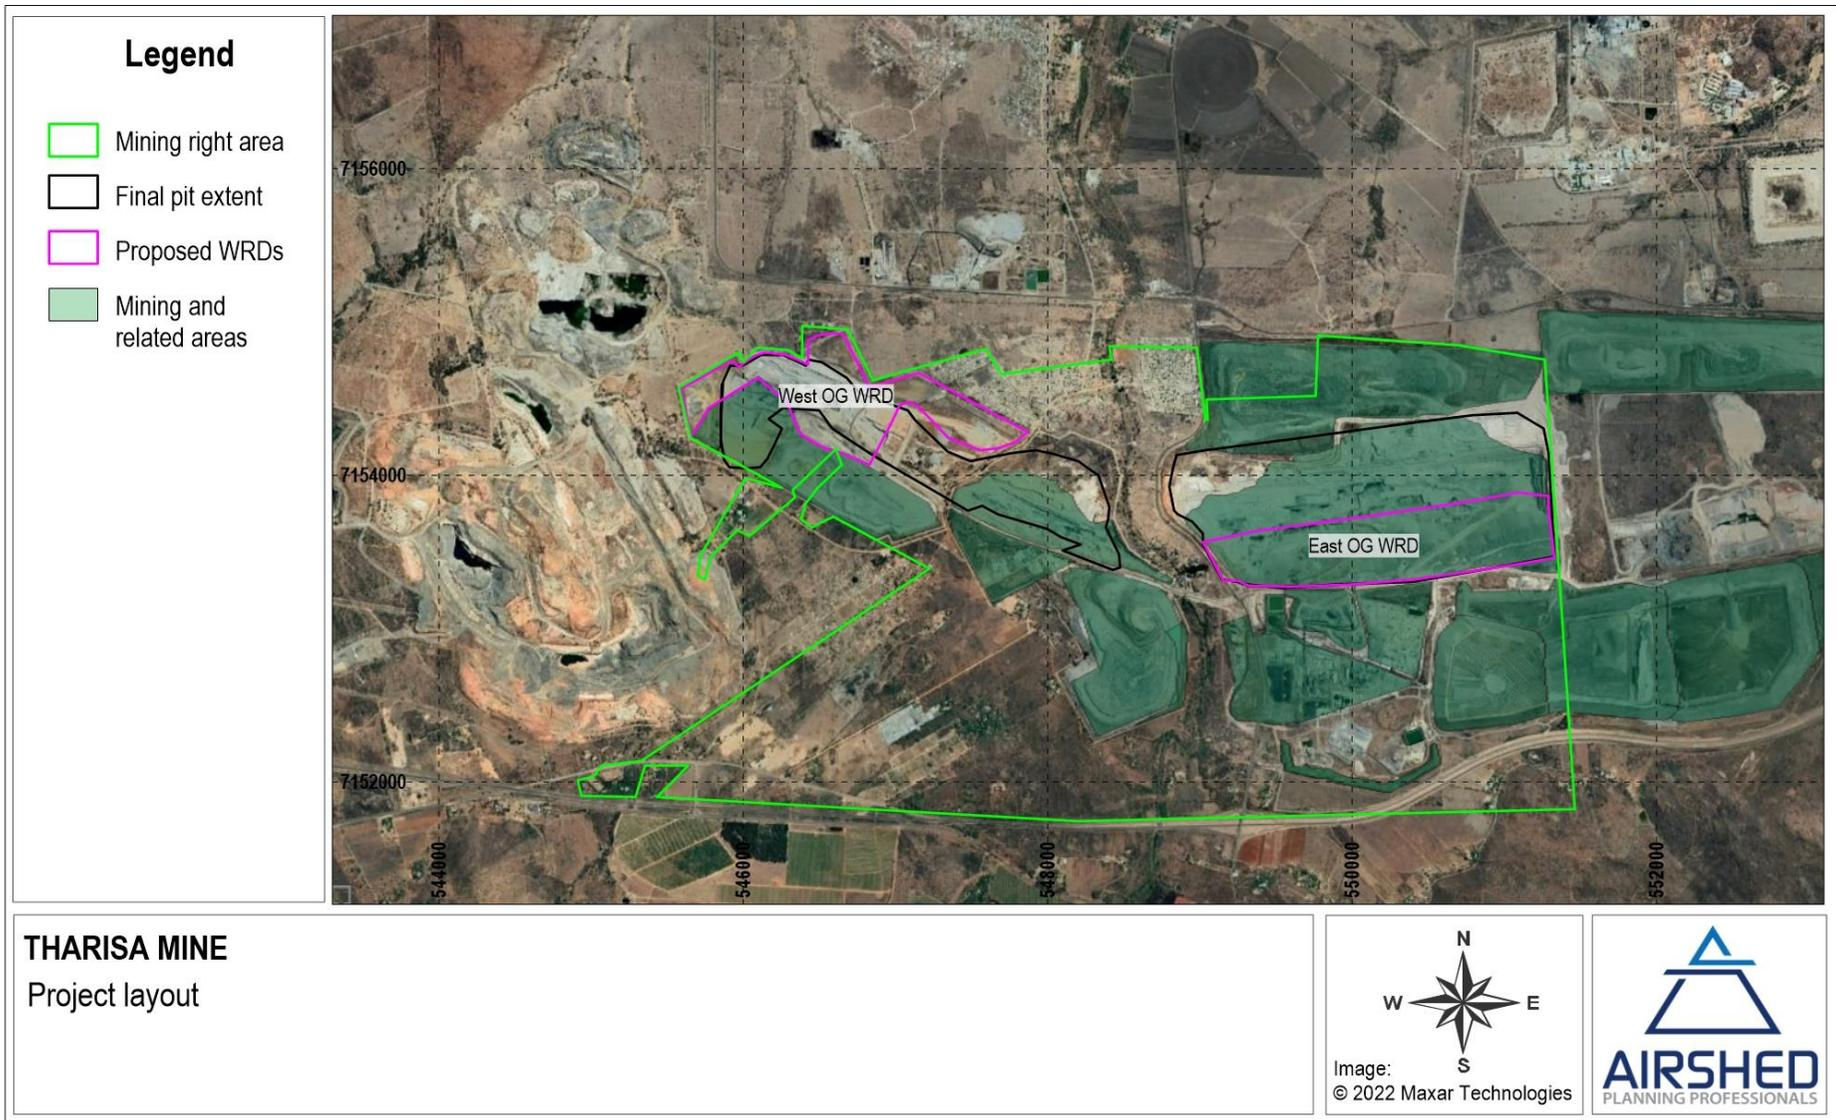 Legend
Mining right area
Final pit extent
Proposed WRDs
Mining and
related areas
7156000
7154000
7152000
544000
546000
548000
550000
552000
West OG WRD
East OG WRD
THARISA MINE
Project layout
N
W
E
S
Image:
© 2022 Maxar Technologies
AIRSHED
PLANNING PROFESSIONALS